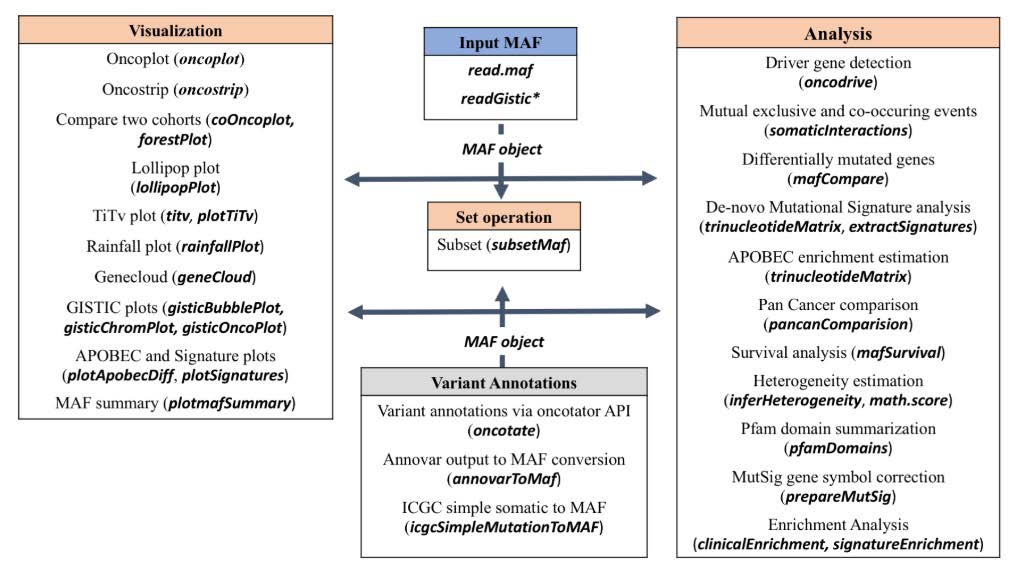 Visualization
Oncoplot (oncoplot)
Oncostrip (oncostrip)
Compare two cohorts (coOncoplot,
forestPlot)
Lollipop plot
(lollipopPlot)
TiTv plot (titv, plotTiTv)
Rainfall plot (rainfallPlot)
Genecloud (geneCloud)
GISTIC plots (gisticBubblePlot,
gisticChromPlot, gisticOncoPlot)
APOBEC and Signature plots
(plotApobecDiff, plotSignatures)
MAF summary (plotmafSummary)
Input MAF
read.maf
readGistic*
MAF object
Set operation
Subset (subsetMaf)
MAF object
Variant Annotations
Variant annotations via oncotator API
(oncotate)
Annovar output to MAF conversion
(annovarToMaf)
ICGC simple somatic to MAF
(icgcSimpleMutationToMAF)
Analysis
Driver gene detection
(oncodrive)
Mutual exclusive and co-occuring events
(somaticInteractions)
Differentially mutated genes
(mafCompare)
De-novo Mutational Signature analysis
(trinucleotideMatrix, extractSignatures)
APOBEC enrichment estimation
(trinucleotideMatrix)
Pan Cancer comparison
(pancanComparision)
Survival analysis (mafSurvival)
Heterogeneity estimation
(inferHeterogeneity, math.score)
Pfam domain summarization
(pfamDomains)
MutSig gene symbol correction
(prepareMutSig)
Enrichment Analysis
(clinicalEnrichment, signatureEnrichment)